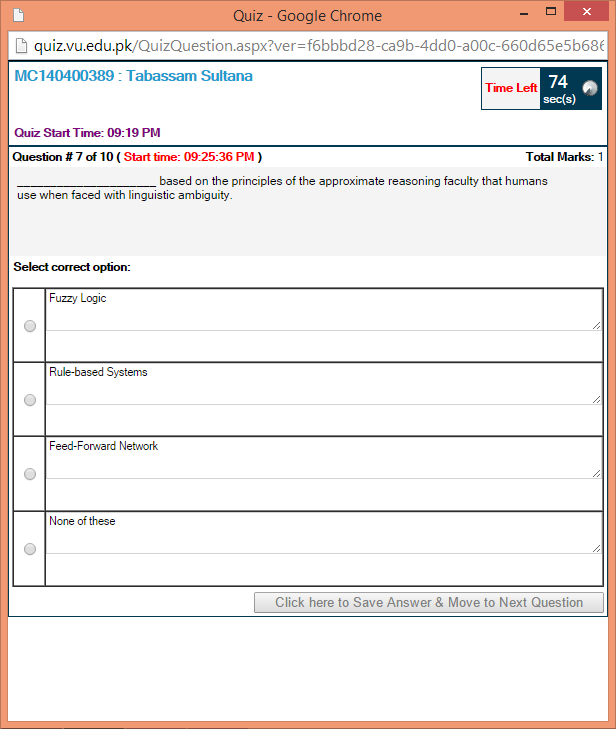 Quiz - Google Chrome
quiz.vu.edu.pk/QuizQuestion.aspx?ver=f6bbbd28-ca9b-4dd0-a00c-660d65e5b686
MC140400389 : Tabassam Sultana
Time Left 74 sec(s)
Quiz Start Time: 09:19 PM
Question # 7 of 10 ( Start time: 09:25:36 PM ) Total Marks: 1
______________________ based on the principles of the approximate reasoning faculty that humans
use when faced with linguistic ambiguity.
Select correct option:
Fuzzy Logic
Rule-based Systems
Feed-Forward Network
None of these
Click here to Save Answer & Move to Next Question